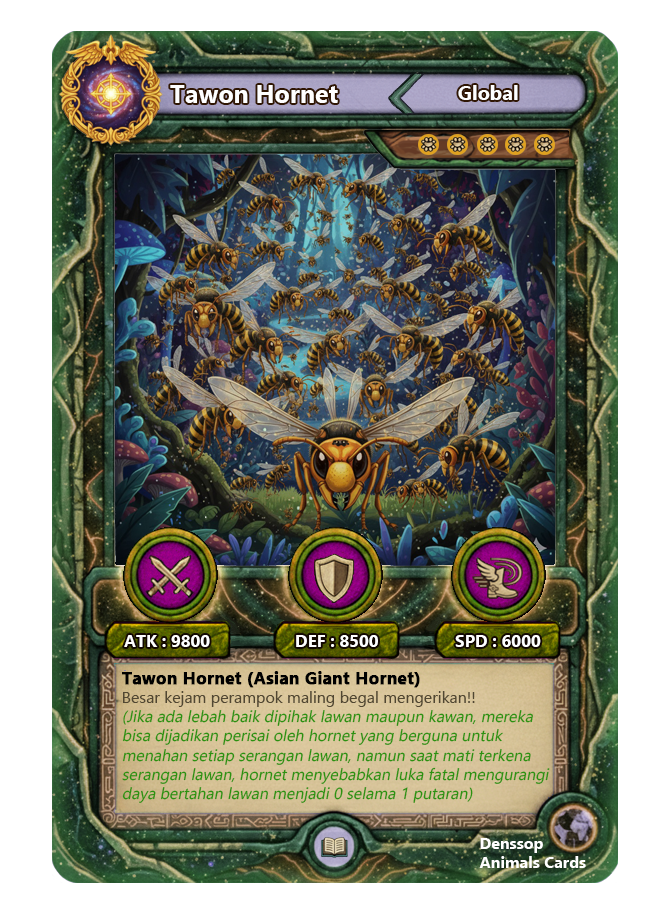 Tawon Hornet
Global
ATK : 9800
DEF : 8500
SPD : 6000
Tawon Hornet (Asian Giant Hornet)
Besar kejam perampok maling begal mengerikan!!
(Jika ada lebah baik dipihak lawan maupun kawan, mereka
bisa dijadikan perisai oleh hornet yang berguna untuk
menahan setiap serangan lawan, namun saat mati terkena
serangan lawan, hornet menyebabkan luka fatal mengurangi
daya bertahan lawan menjadi 0 selama 1 putaran)
Denssop
Animals Cards